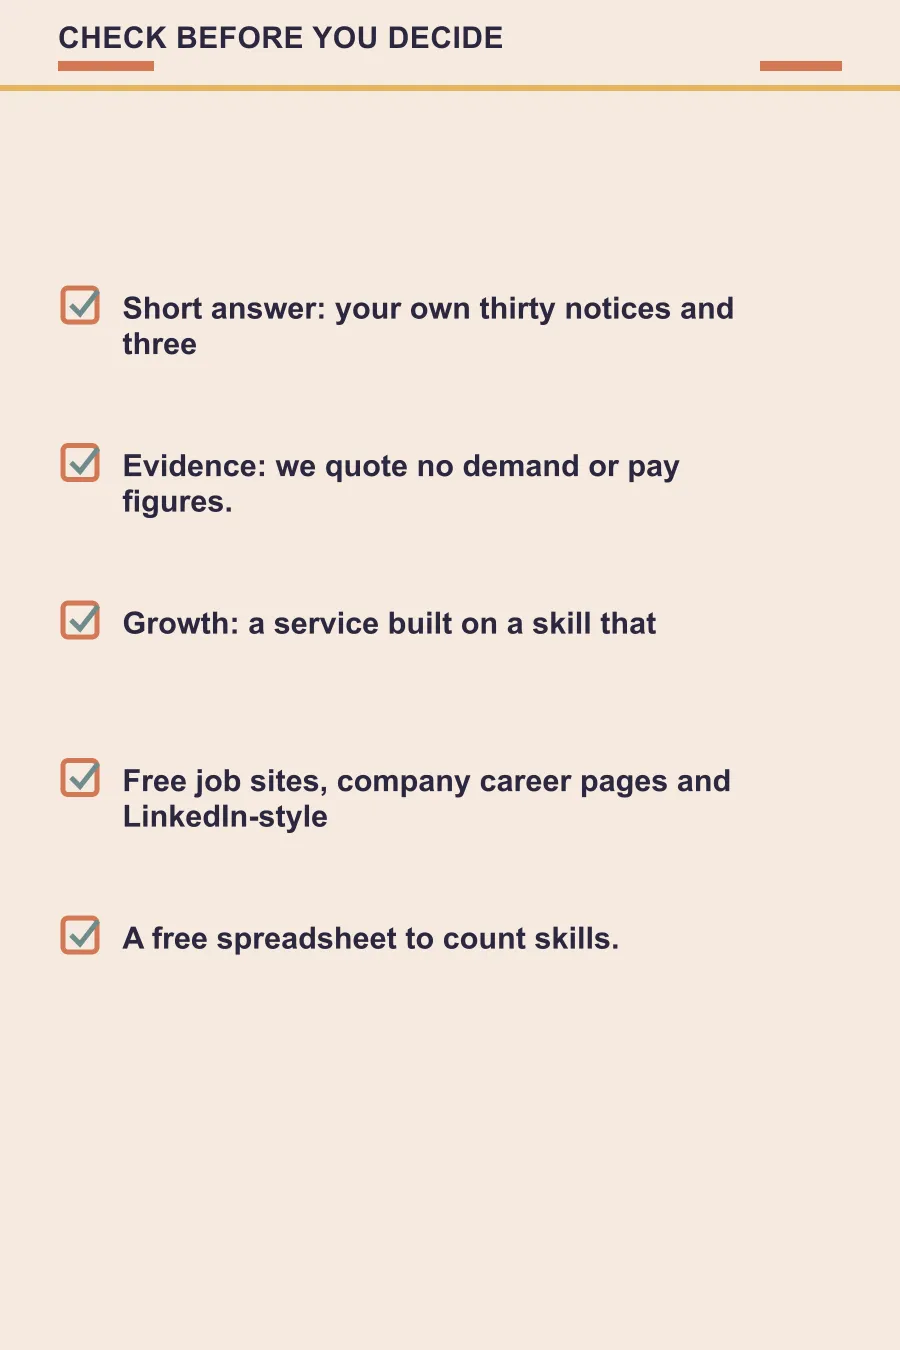 CHECK BEFORE YOU DECIDE
Short answer: your own thirty notices and
three
Evidence: we quote no demand or pay
figures.
Growth: a service built on a skill that
Free job sites, company career pages and
LinkedIn-style
A free spreadsheet to count skills.